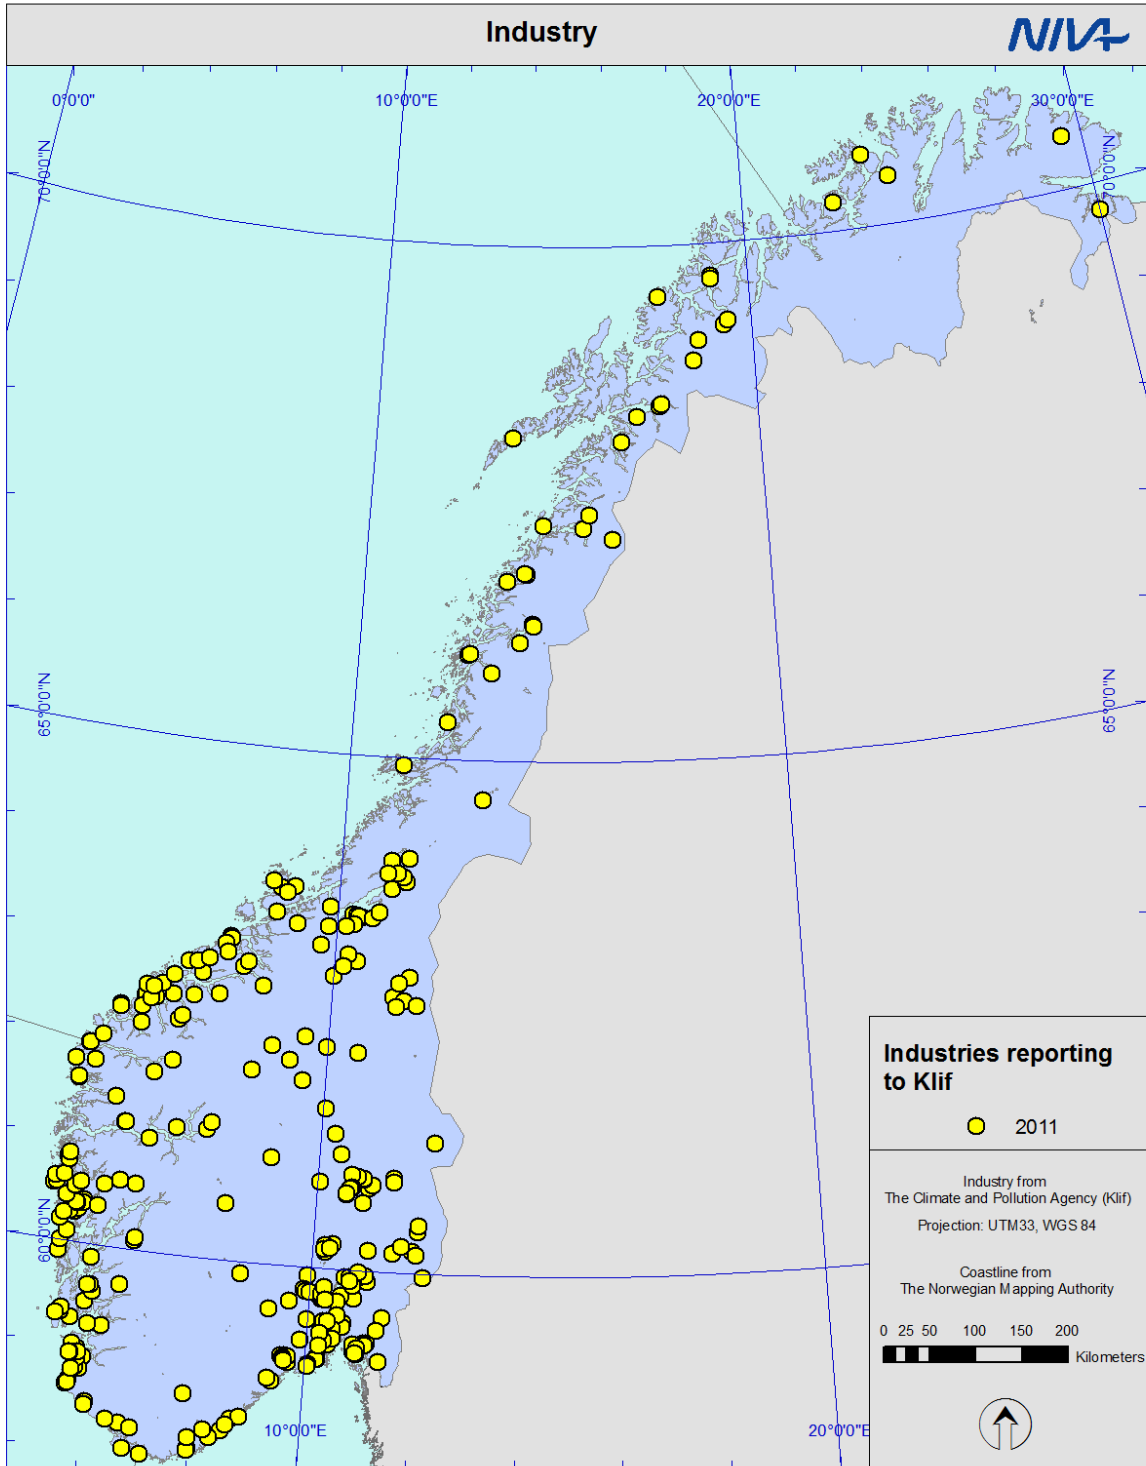 Industry
NIVA
0°0'0"
10°0'0"E
20°0'0"E
30°0'0"E
70°0'0"N
70°0'0"N
65°0'0"N
65°0'0"N
60°0'0"N
10°0'0"E
20°0'0"E
Industries reporting
to Klif
2011
Industry from
The Climate and Pollution Agency (Klif)
Projection: UTM33, WGS 84
Coastline from
The Norwegian Mapping Authority
0 25 50 100 150 200
Kilometers